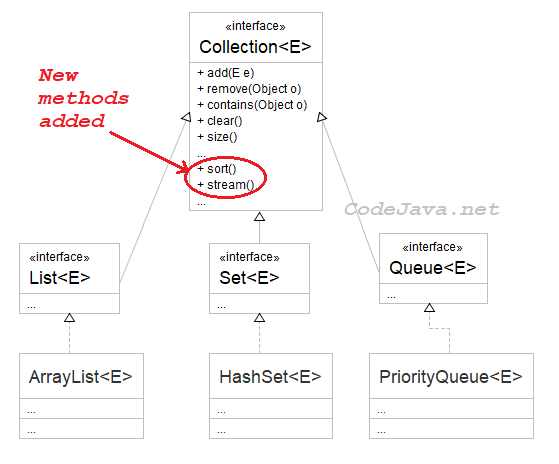 «interface»
Collection<E>
+ add(E e)
+ remove(Object o)
+ contains(Object o)
+ clear()
+ size()
...
+ sort()
+ stream()
...
New
methods
added
CodeJava.net
«interface»
List<E>
...
«interface»
Set<E>
...
«interface»
Queue<E>
...
ArrayList<E>
...
...
HashSet<E>
...
...
PriorityQueue<E>
...
...